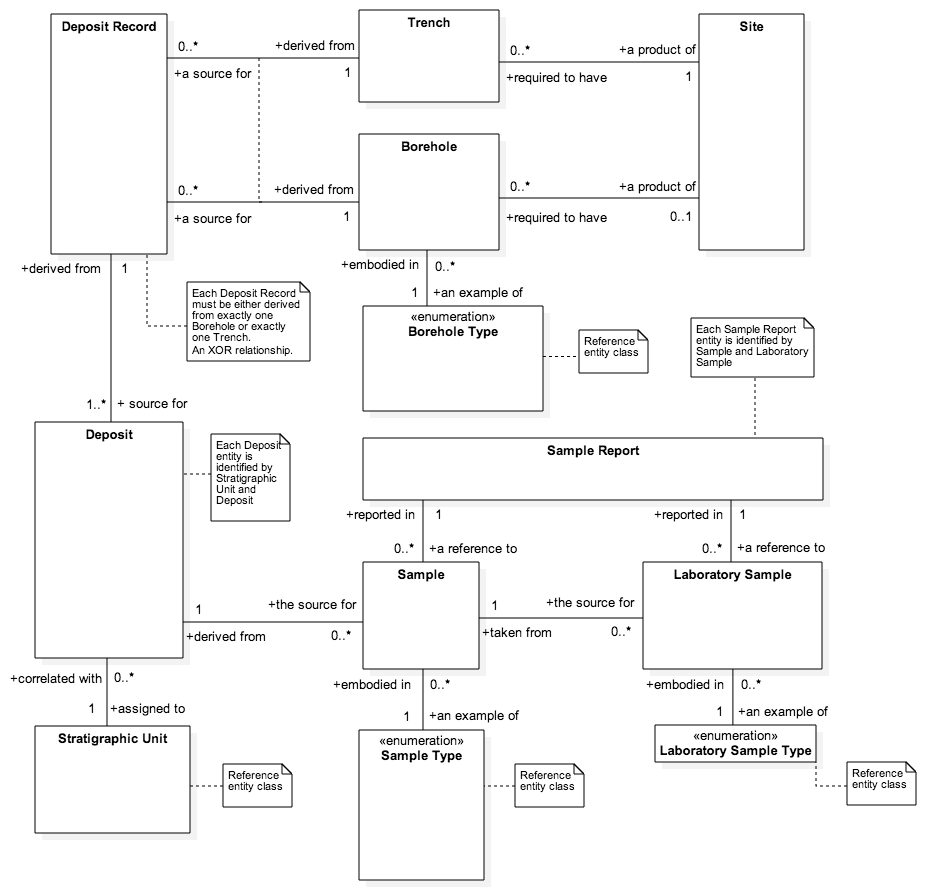 Deposit Record
Trench
Site
0..*
+derived from
+a source for
1
0..*
+a product of
+required to have
1
Borehole
0..*
+derived from
+a source for
1
0..*
+a product of
+required to have
0..1
+derived from
1
+embodied in
0..*
1
+an example of
Each Deposit Record
must be either derived
from exactly one
Borehole or exactly
one Trench.
An XOR relationship.
«enumeration»
Borehole Type
Reference
entity class
Each Sample Report
entity is identified by
Sample and Laboratory
Sample
1..*
+ source for
Deposit
Each Deposit
entity is
identified by
Stratigraphic
Unit and
Deposit
Sample Report
+reported in
1
+reported in
1
0..*
+a reference to
0..*
+a reference to
Sample
Laboratory Sample
1
+the source for
+derived from
0..*
1
+the source for
+taken from
0..*
+correlated with
0..*
1
+assigned to
+embodied in
0..*
1
+an example of
+embodied in
0..*
1
+an example of
Stratigraphic Unit
Reference
entity class
«enumeration»
Sample Type
Reference
entity class
«enumeration»
Laboratory Sample Type
Reference
entity class